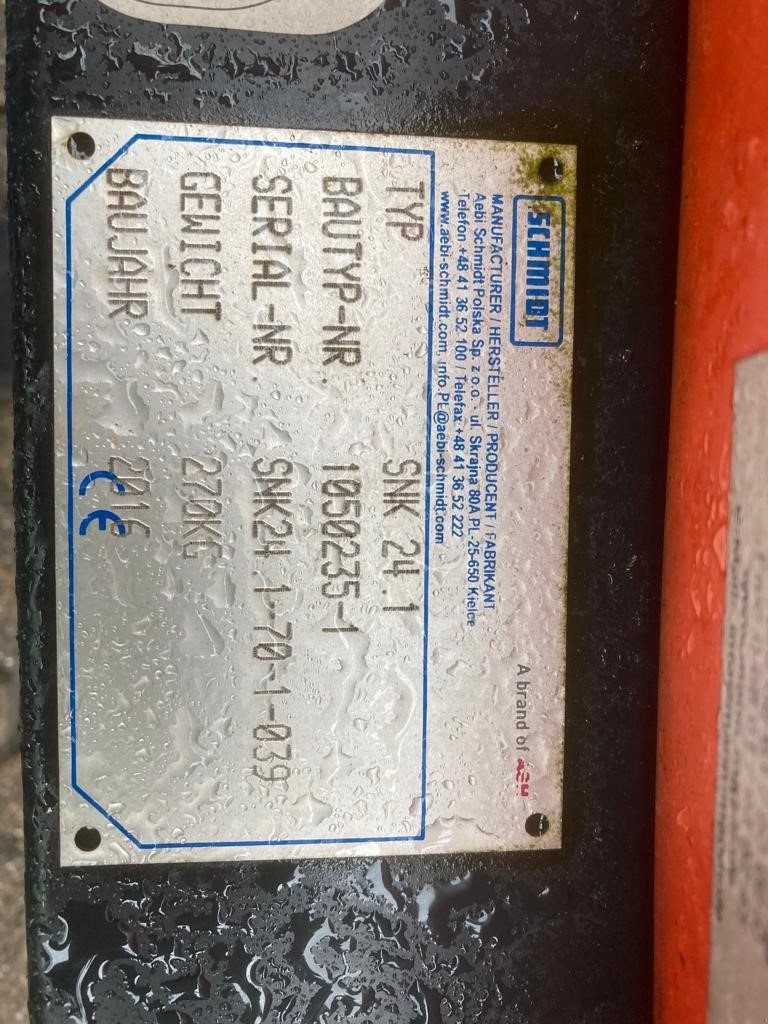 SCHMIDT
A brand of ASH
MANUFACTURER / HERSTELLER / PRODUCENT / FABRIKANT
Aebi Schmidt Polska Sp. z o.o. - ul. Skrajna 80A PL-25-650 Kielce
Telefon +48 41 36 52 100 / Telefax +48 41 36 52 222
www.aebi-schmidt.com, info.PL@aebi-schmidt.com
TYP SNK 24.1
BAUTYP-NR. 1050235-1
SERIAL-NR. SNK24.1-70-1-039
GEWICHT 270KG
BAUJAHR 2016
CE